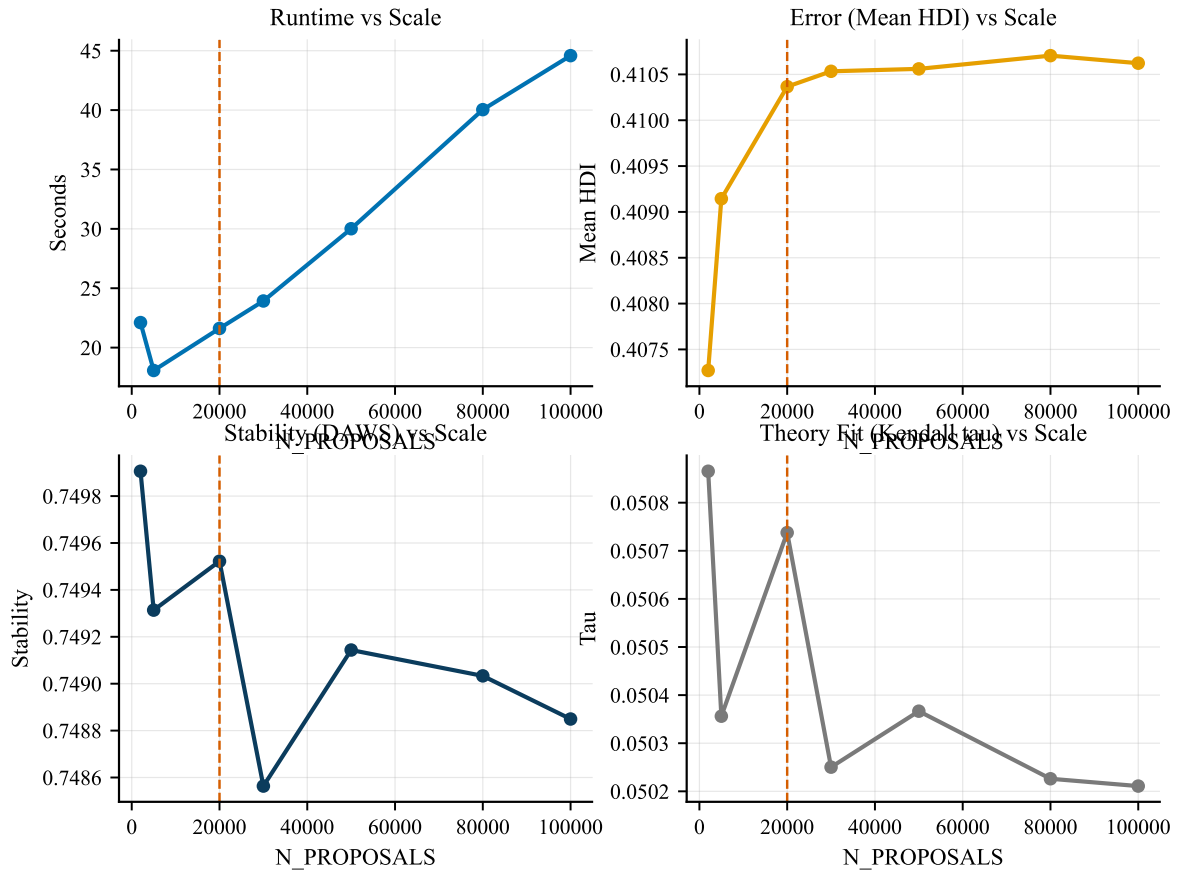 Runtime vs Scale
Seconds
45
40
35
30
25
20
0 20000 40000 60000 80000 100000
N_PROPOSALS
Error (Mean HDI) vs Scale
Mean HDI
0.4105
0.4100
0.4095
0.4090
0.4085
0.4080
0.4075
0 20000 40000 60000 80000 100000
N_PROPOSALS
Stability (DAWS) vs Scale
Stability
0.7498
0.7496
0.7494
0.7492
0.7490
0.7488
0.7486
0 20000 40000 60000 80000 100000
N_PROPOSALS
Theory Fit (Kendall tau) vs Scale
Tau
0.0508
0.0507
0.0506
0.0505
0.0504
0.0503
0.0502
0 20000 40000 60000 80000 100000
N_PROPOSALS